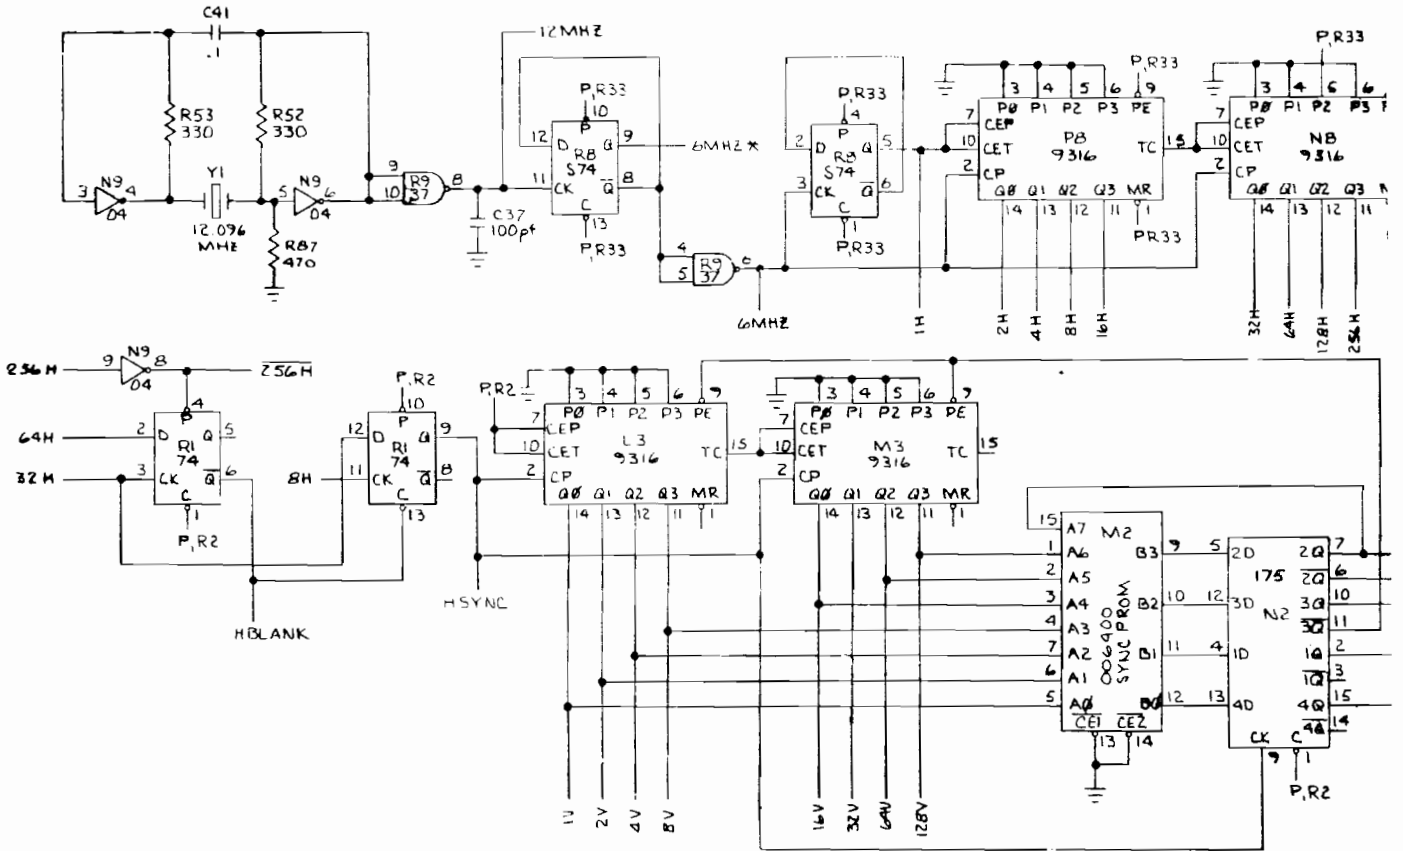 C41
.1
12MHZ
R53
330
R52
330
Y1
12.096
MHZ
3 N9 4
04
5 N9 6
04
R87
470
9
10
R9
37
8
C37
100pf
P,R33
10
12 D P Q 9
R8
S74
11 CK Q 8
C
13
P,R33
6MHZ*
4
5
R9
37
6
6MHZ
P,R33
4
2 D P Q 5
R8
S74
3 CK Q 6
C
1
P,R33
1H
P,R33
3 4 5 6 9
P0 P1 P2 P3 PE
7 CEP
10 CET
2 CP
P8
9316
TC 15
Q0 Q1 Q2 Q3 MR
14 13 12 11 1
PR33
2H
4H
8H
16H
P,R33
3 4 5 6
P0 P1 P2 P3
7 CEP
10 CET
2 CP
N8
9316
Q0 Q1 Q2 Q3
14 13 12 11
32H
64H
128H
256H
256H
9 N9 8
04
256H
64H
32H
4
2 D P Q 5
R1
74
3 CK Q 6
C
1
P,R2
P,R2
10
12 D P Q 9
R1
74
8H
11 CK Q 8
C
13
HBLANK
HSYNC
P,R2
3 4 5 6 9
P0 P1 P2 P3 PE
7 CEP
10 CET
2 CP
L3
9316
TC 15
Q0 Q1 Q2 Q3 MR
14 13 12 11 1
1V
2V
4V
8V
3 4 5 6 9
P0 P1 P2 P3 PE
7 CEP
10 CET
2 CP
M3
9316
TC 15
Q0 Q1 Q2 Q3 MR
14 13 12 11 1
16V
32V
64V
128V
M2
006400
SYNC PROM
15 A7
1 A6
2 A5
3 A4
4 A3
7 A2
6 A1
5 A0
B3 9
B2 10
B1 11
B0 12
CE1 CE2
13 14
175
N2
5 2D
12 3D
4 1D
13 4D
2Q 7
2Q 6
3Q 10
3Q 11
1Q 2
1Q 3
4Q 15
4Q 14
CK C
9 1
P,R2